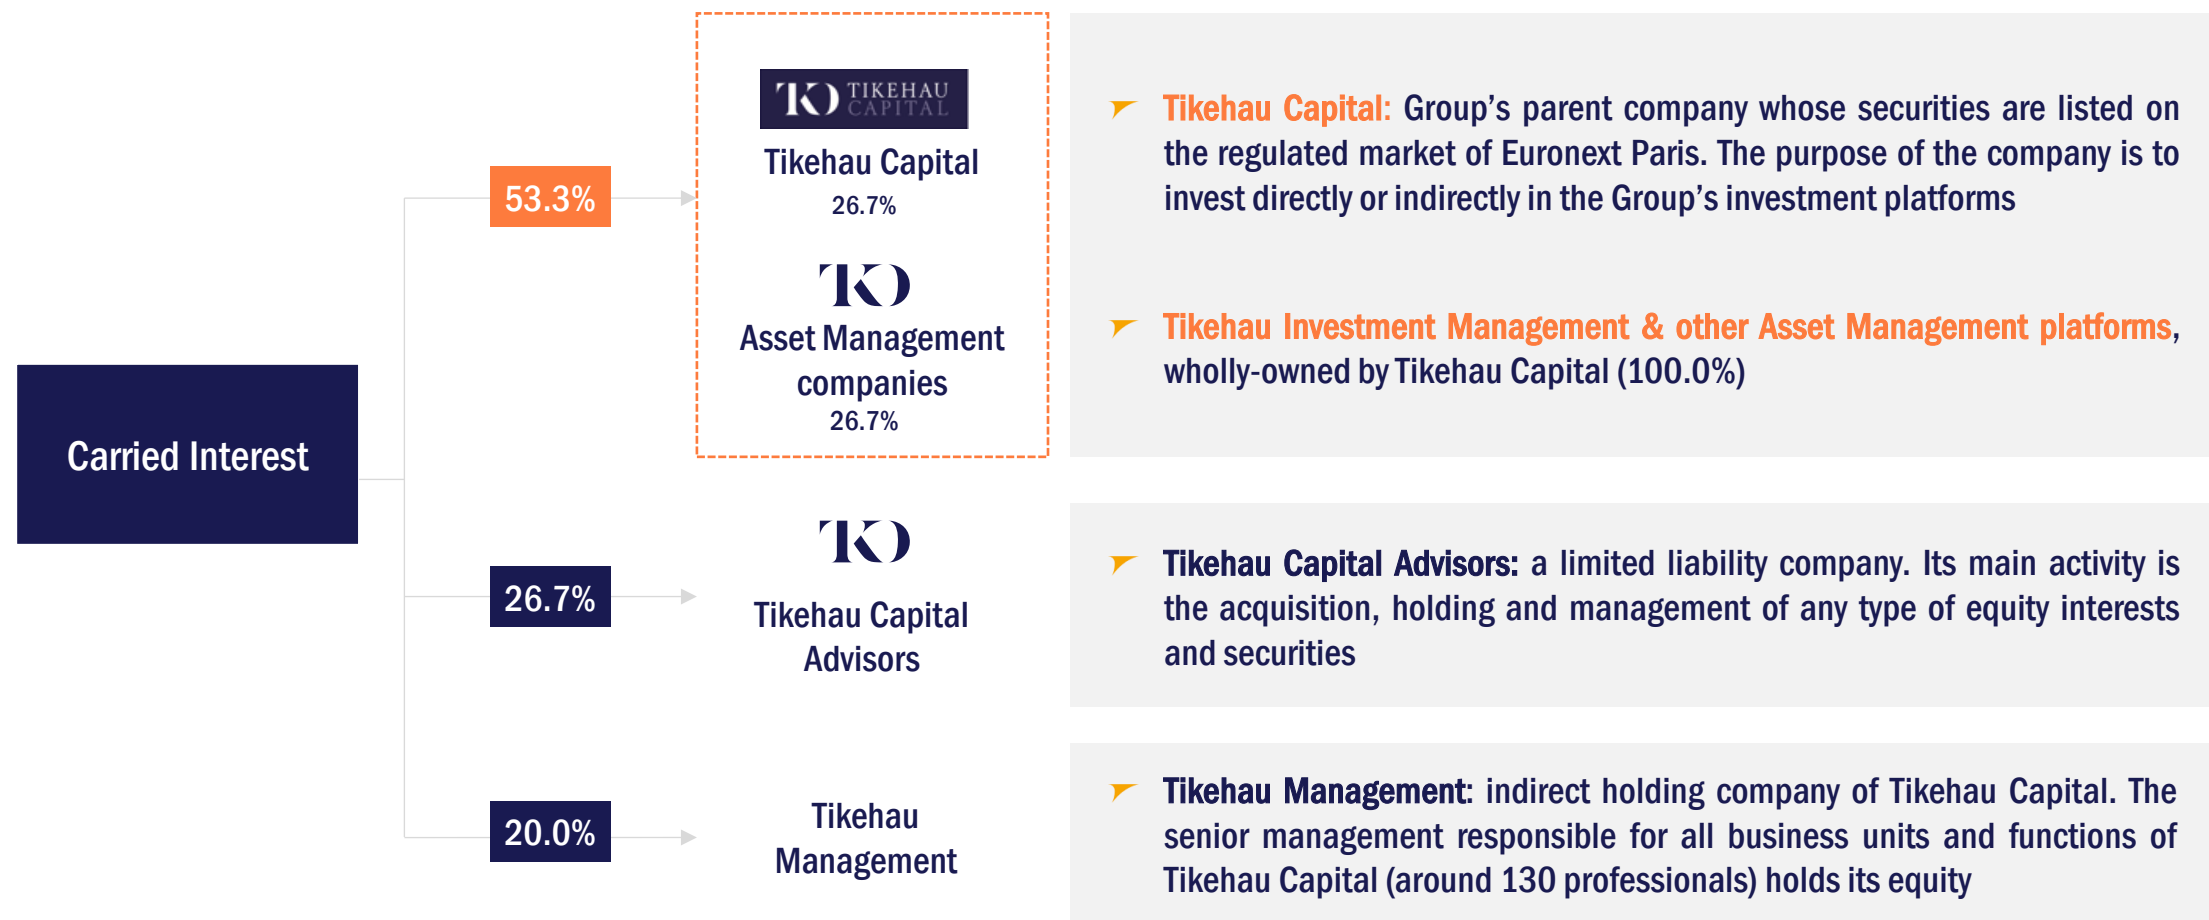 Carried Interest
53.3%
TKO TIKEHAU
CAPITAL
Tikehau Capital
26.7%
TKO
Asset Management
companies
26.7%
Tikehau Capital: Group’s parent company whose securities are listed on
the regulated market of Euronext Paris. The purpose of the company is to
invest directly or indirectly in the Group’s investment platforms
Tikehau Investment Management & other Asset Management platforms,
wholly-owned by Tikehau Capital (100.0%)
26.7%
TKO
Tikehau Capital
Advisors
Tikehau Capital Advisors: a limited liability company. Its main activity is
the acquisition, holding and management of any type of equity interests
and securities
20.0%
Tikehau
Management
Tikehau Management: indirect holding company of Tikehau Capital. The
senior management responsible for all business units and functions of
Tikehau Capital (around 130 professionals) holds its equity